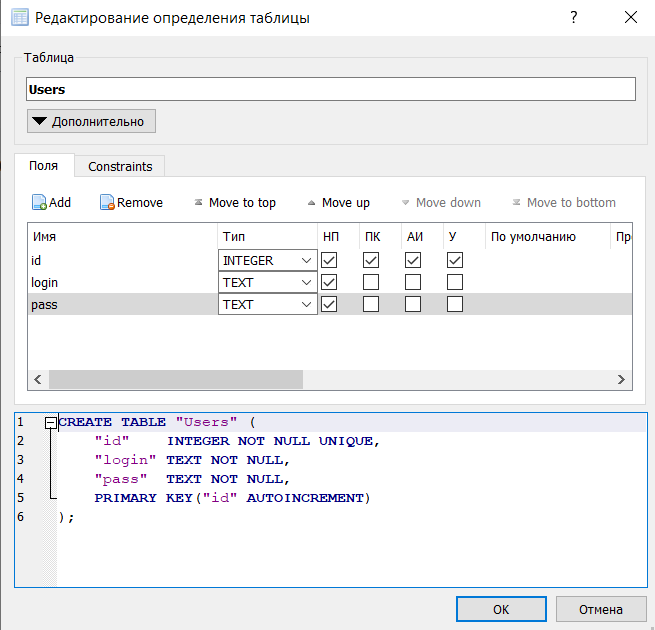 Редактирование определения таблицы
?
Таблица
Users
Дополнительно
Поля Constraints
Add Remove Move to top Move up Move down Move to bottom
Имя Тип НП ПК АИ У По умолчанию Пр
id INTEGER
login TEXT
pass TEXT
1 CREATE TABLE "Users" (
2 "id" INTEGER NOT NULL UNIQUE,
3 "login" TEXT NOT NULL,
4 "pass" TEXT NOT NULL,
5 PRIMARY KEY("id" AUTOINCREMENT)
6 );
OK Отмена